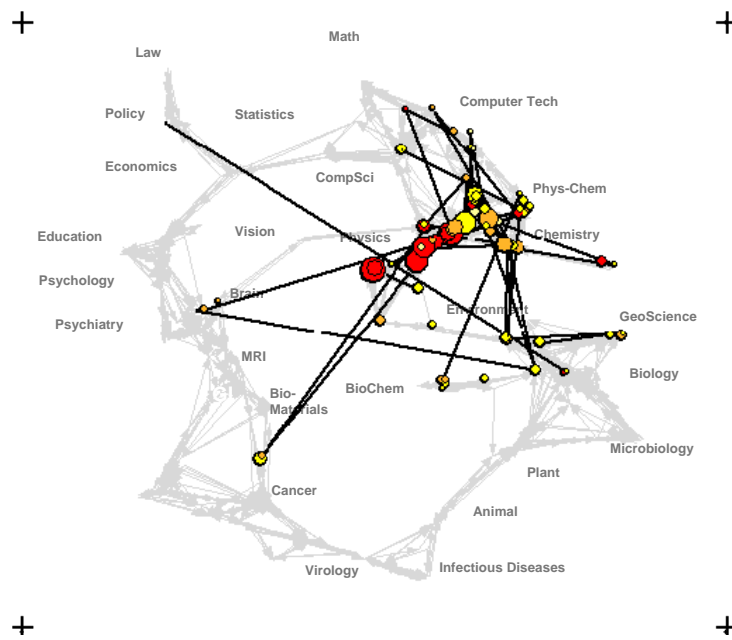 Math
Law
Computer Tech
Policy
Statistics
Economics
CompSci
Phys-Chem
Education
Vision
Physics
Chemistry
Psychology
Brain
Environment
GeoScience
Psychiatry
MRI
Biology
BioChem
Bio-
Materials
Microbiology
Plant
Cancer
Animal
Virology
Infectious Diseases